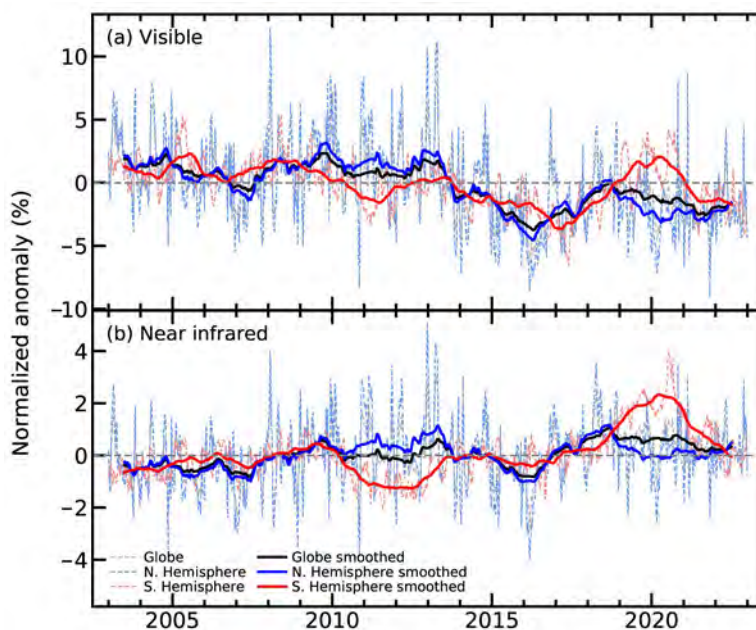 (a) Visible
10
5
0
−5
−10
Normalized anomaly (%)
(b) Near infrared
4
2
0
−2
−4
Globe
N. Hemisphere
S. Hemisphere
Globe smoothed
N. Hemisphere smoothed
S. Hemisphere smoothed
2005 2010 2015 2020